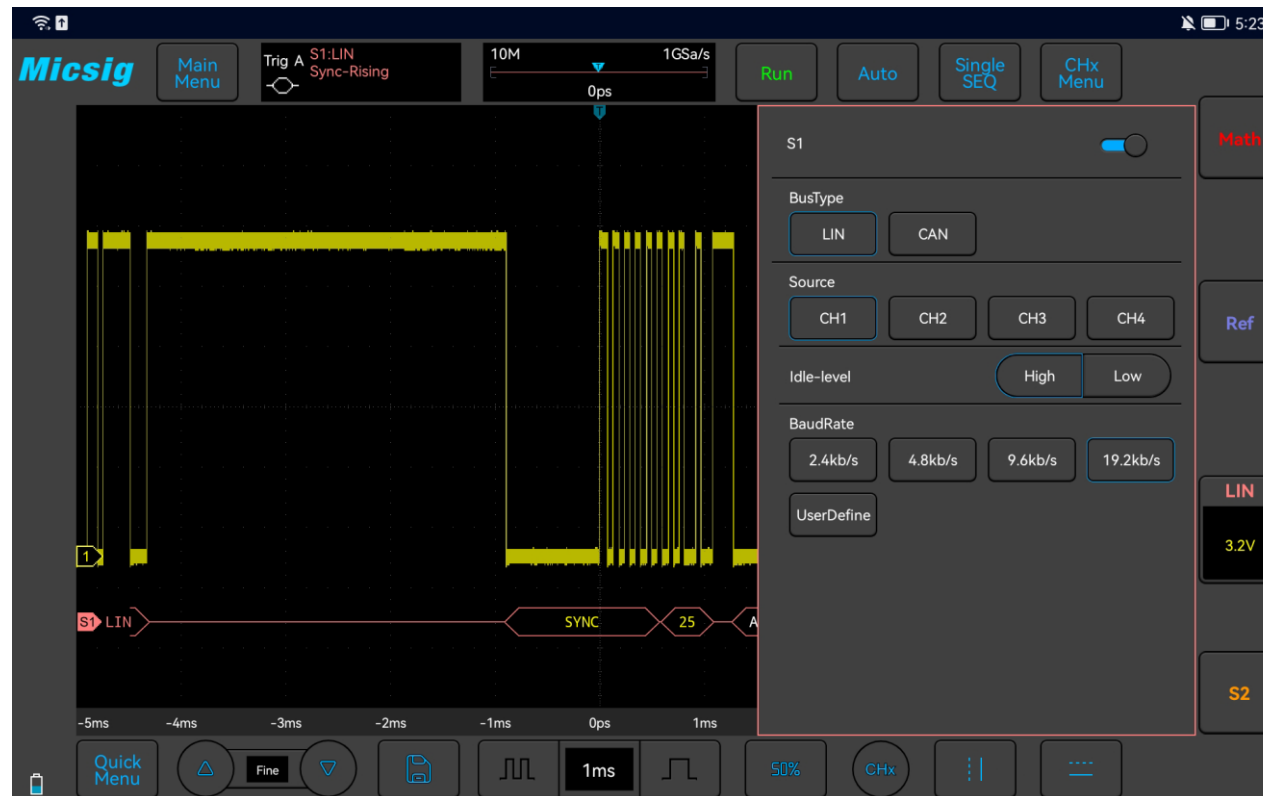 5:23
Micsig
Main
Menu
Trig A
S1:LIN
Sync-Rising
10M
1GSa/s
T
0ps
Run
Auto
Single
SEQ
CHx
Menu
T
S1
Math
BusType
LIN
CAN
Source
CH1
CH2
CH3
CH4
Ref
Idle-level
High
Low
BaudRate
2.4kb/s
4.8kb/s
9.6kb/s
19.2kb/s
UserDefine
LIN
3.2V
1
S1
LIN
SYNC
25
A
S2
-5ms
-4ms
-3ms
-2ms
-1ms
0ps
1ms
Quick
Menu
Fine
1ms
50%
CHx